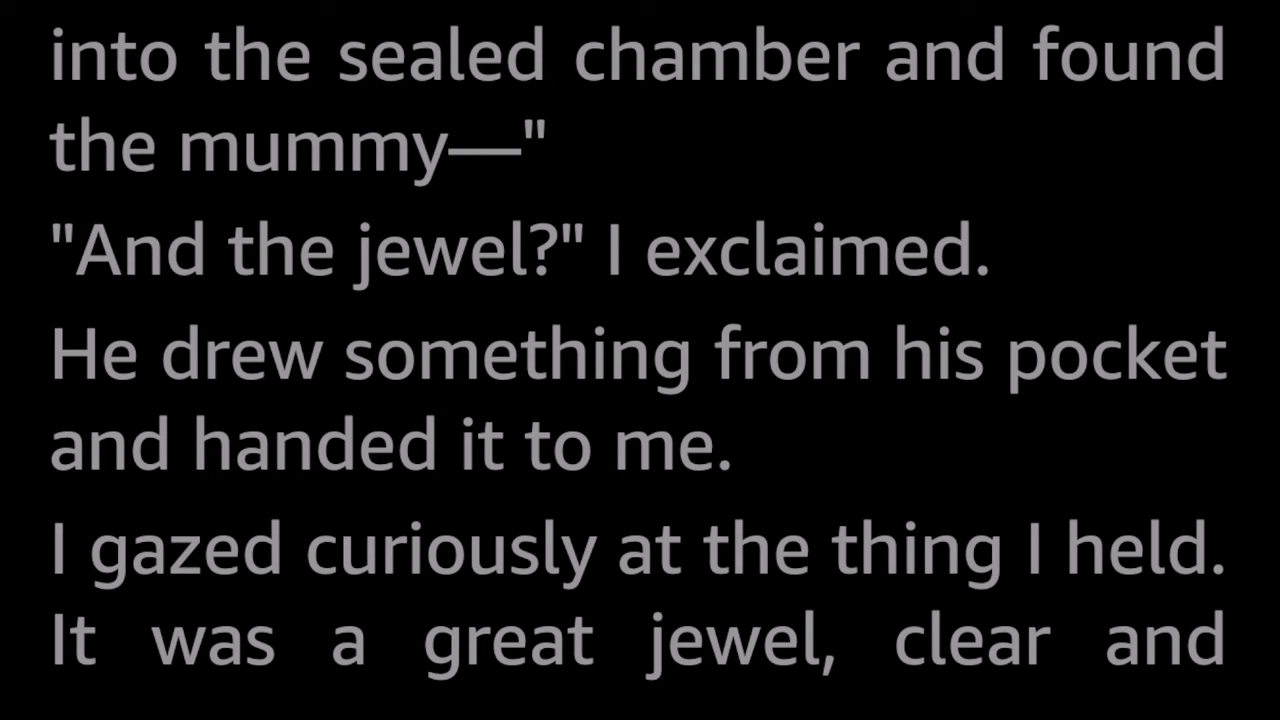 into the sealed chamber and found
the mummy—"
"And the jewel?" I exclaimed.
He drew something from his pocket
and handed it to me.
I gazed curiously at the thing I held.
It was a great jewel, clear and